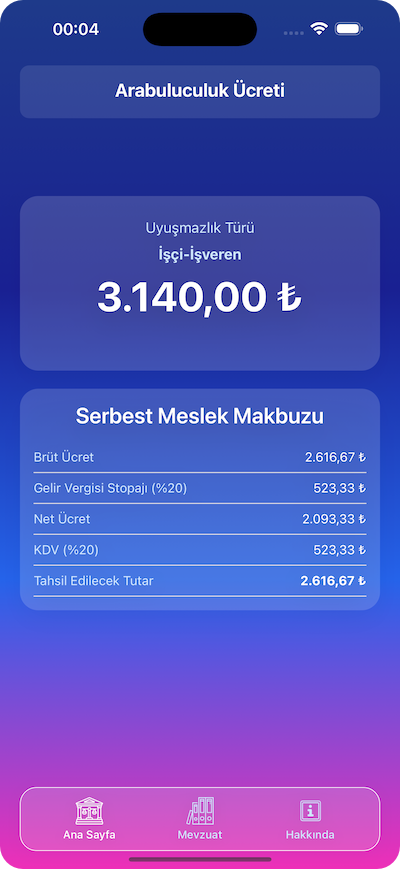 00:04
Arabuluculuk Ücreti
Uyuşmazlık Türü
İşçi-İşveren
3.140,00 ₺
Serbest Meslek Makbuzu
Brüt Ücret 2.616,67 ₺
Gelir Vergisi Stopajı (%20) 523,33 ₺
Net Ücret 2.093,33 ₺
KDV (%20) 523,33 ₺
Tahsil Edilecek Tutar 2.616,67 ₺
Ana Sayfa Mevzuat Hakkında